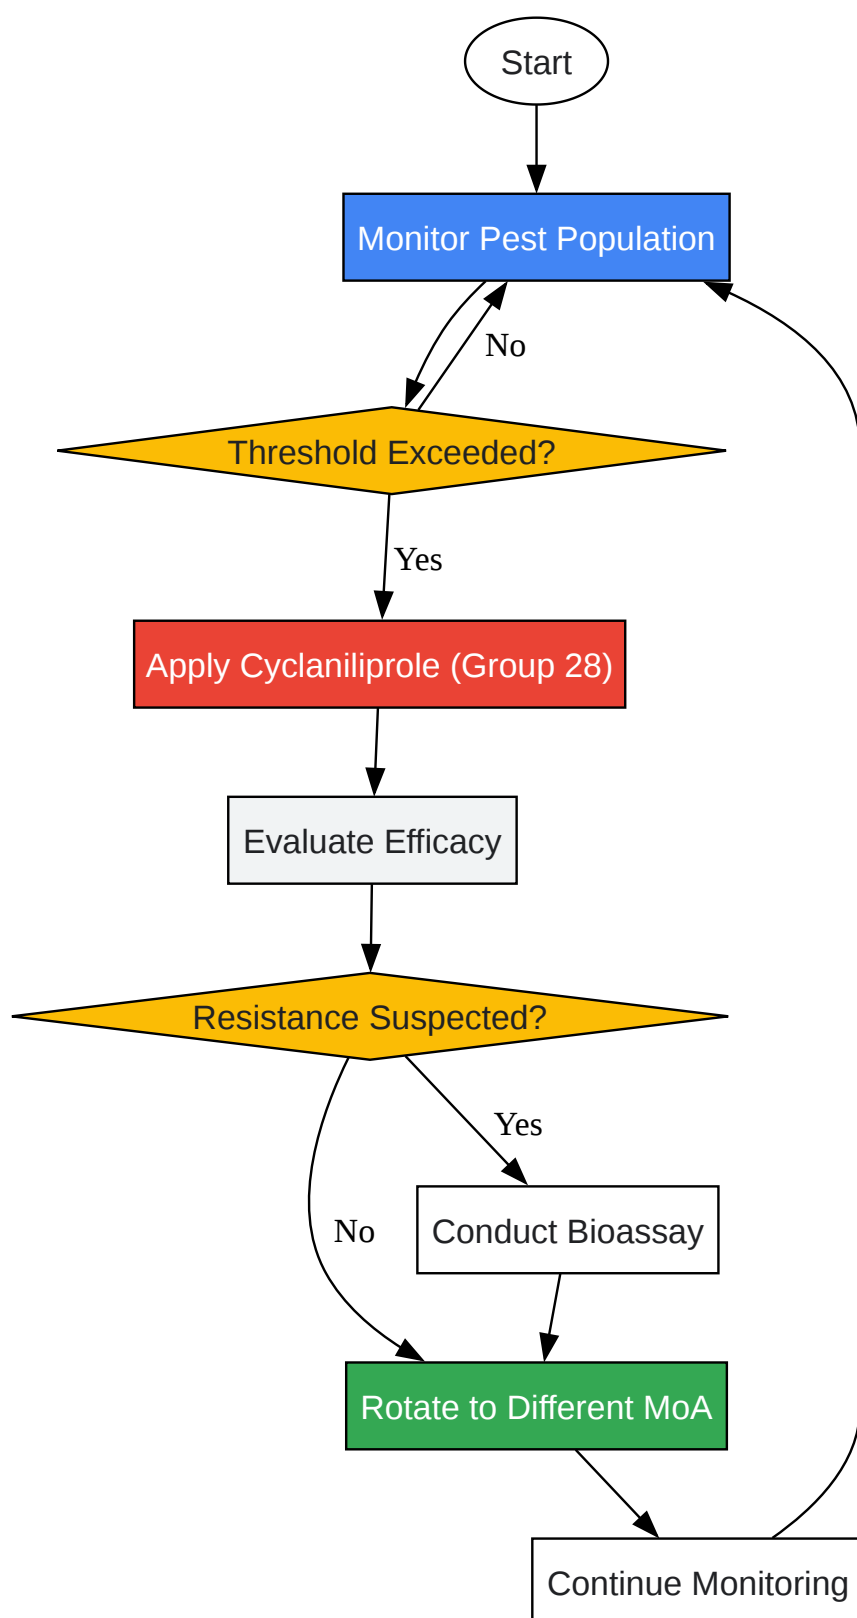 Start
Monitor Pest Population
No
Threshold Exceeded?
Yes
Apply Cyclaniliprole (Group 28)
Evaluate Efficacy
Resistance Suspected?
Yes
No
Conduct Bioassay
Rotate to Different MoA
Continue Monitoring